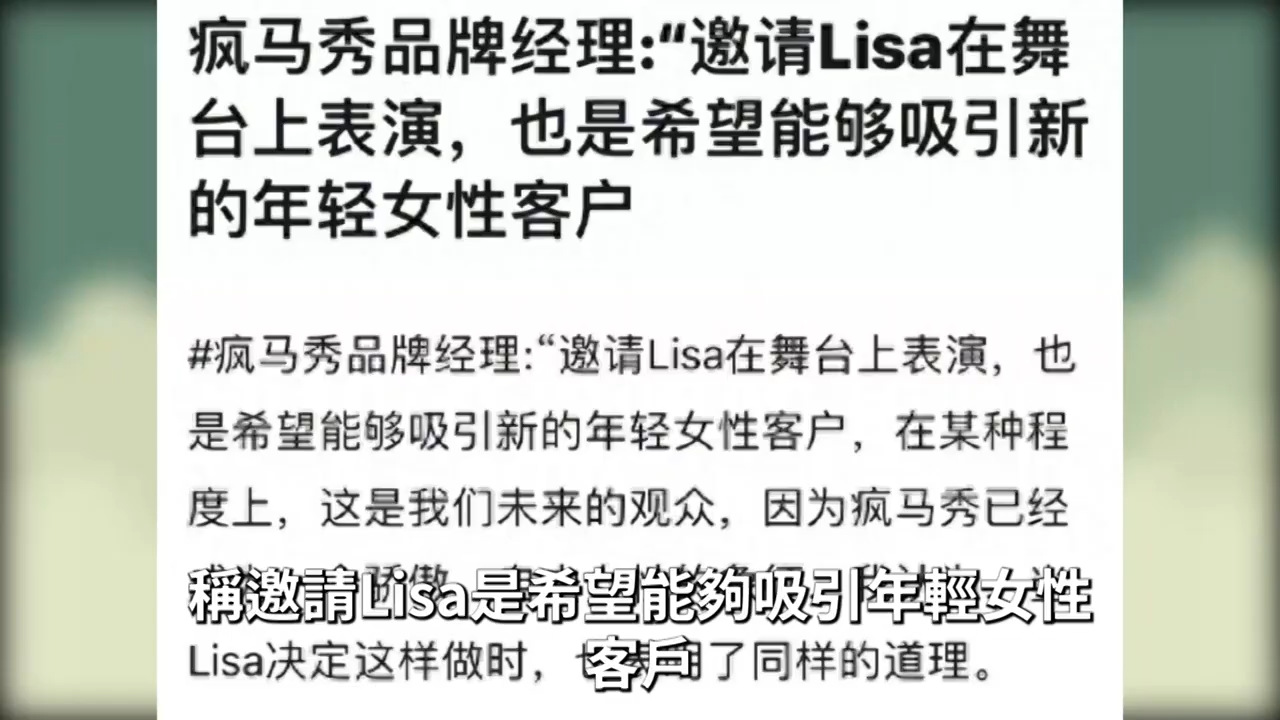 疯马秀品牌经理:“邀请Lisa在舞
台上表演，也是希望能够吸引新
的年轻女性客户
#疯马秀品牌经理:“邀请Lisa在舞台上表演，也
是希望能够吸引新的年轻女性客户，在某种程
度上，这是我们未来的观众，因为疯马秀已经
稱邀請Lisa是希望能夠吸引年輕女性
客戶
Lisa决定这样做时，也表明了同样的道理。